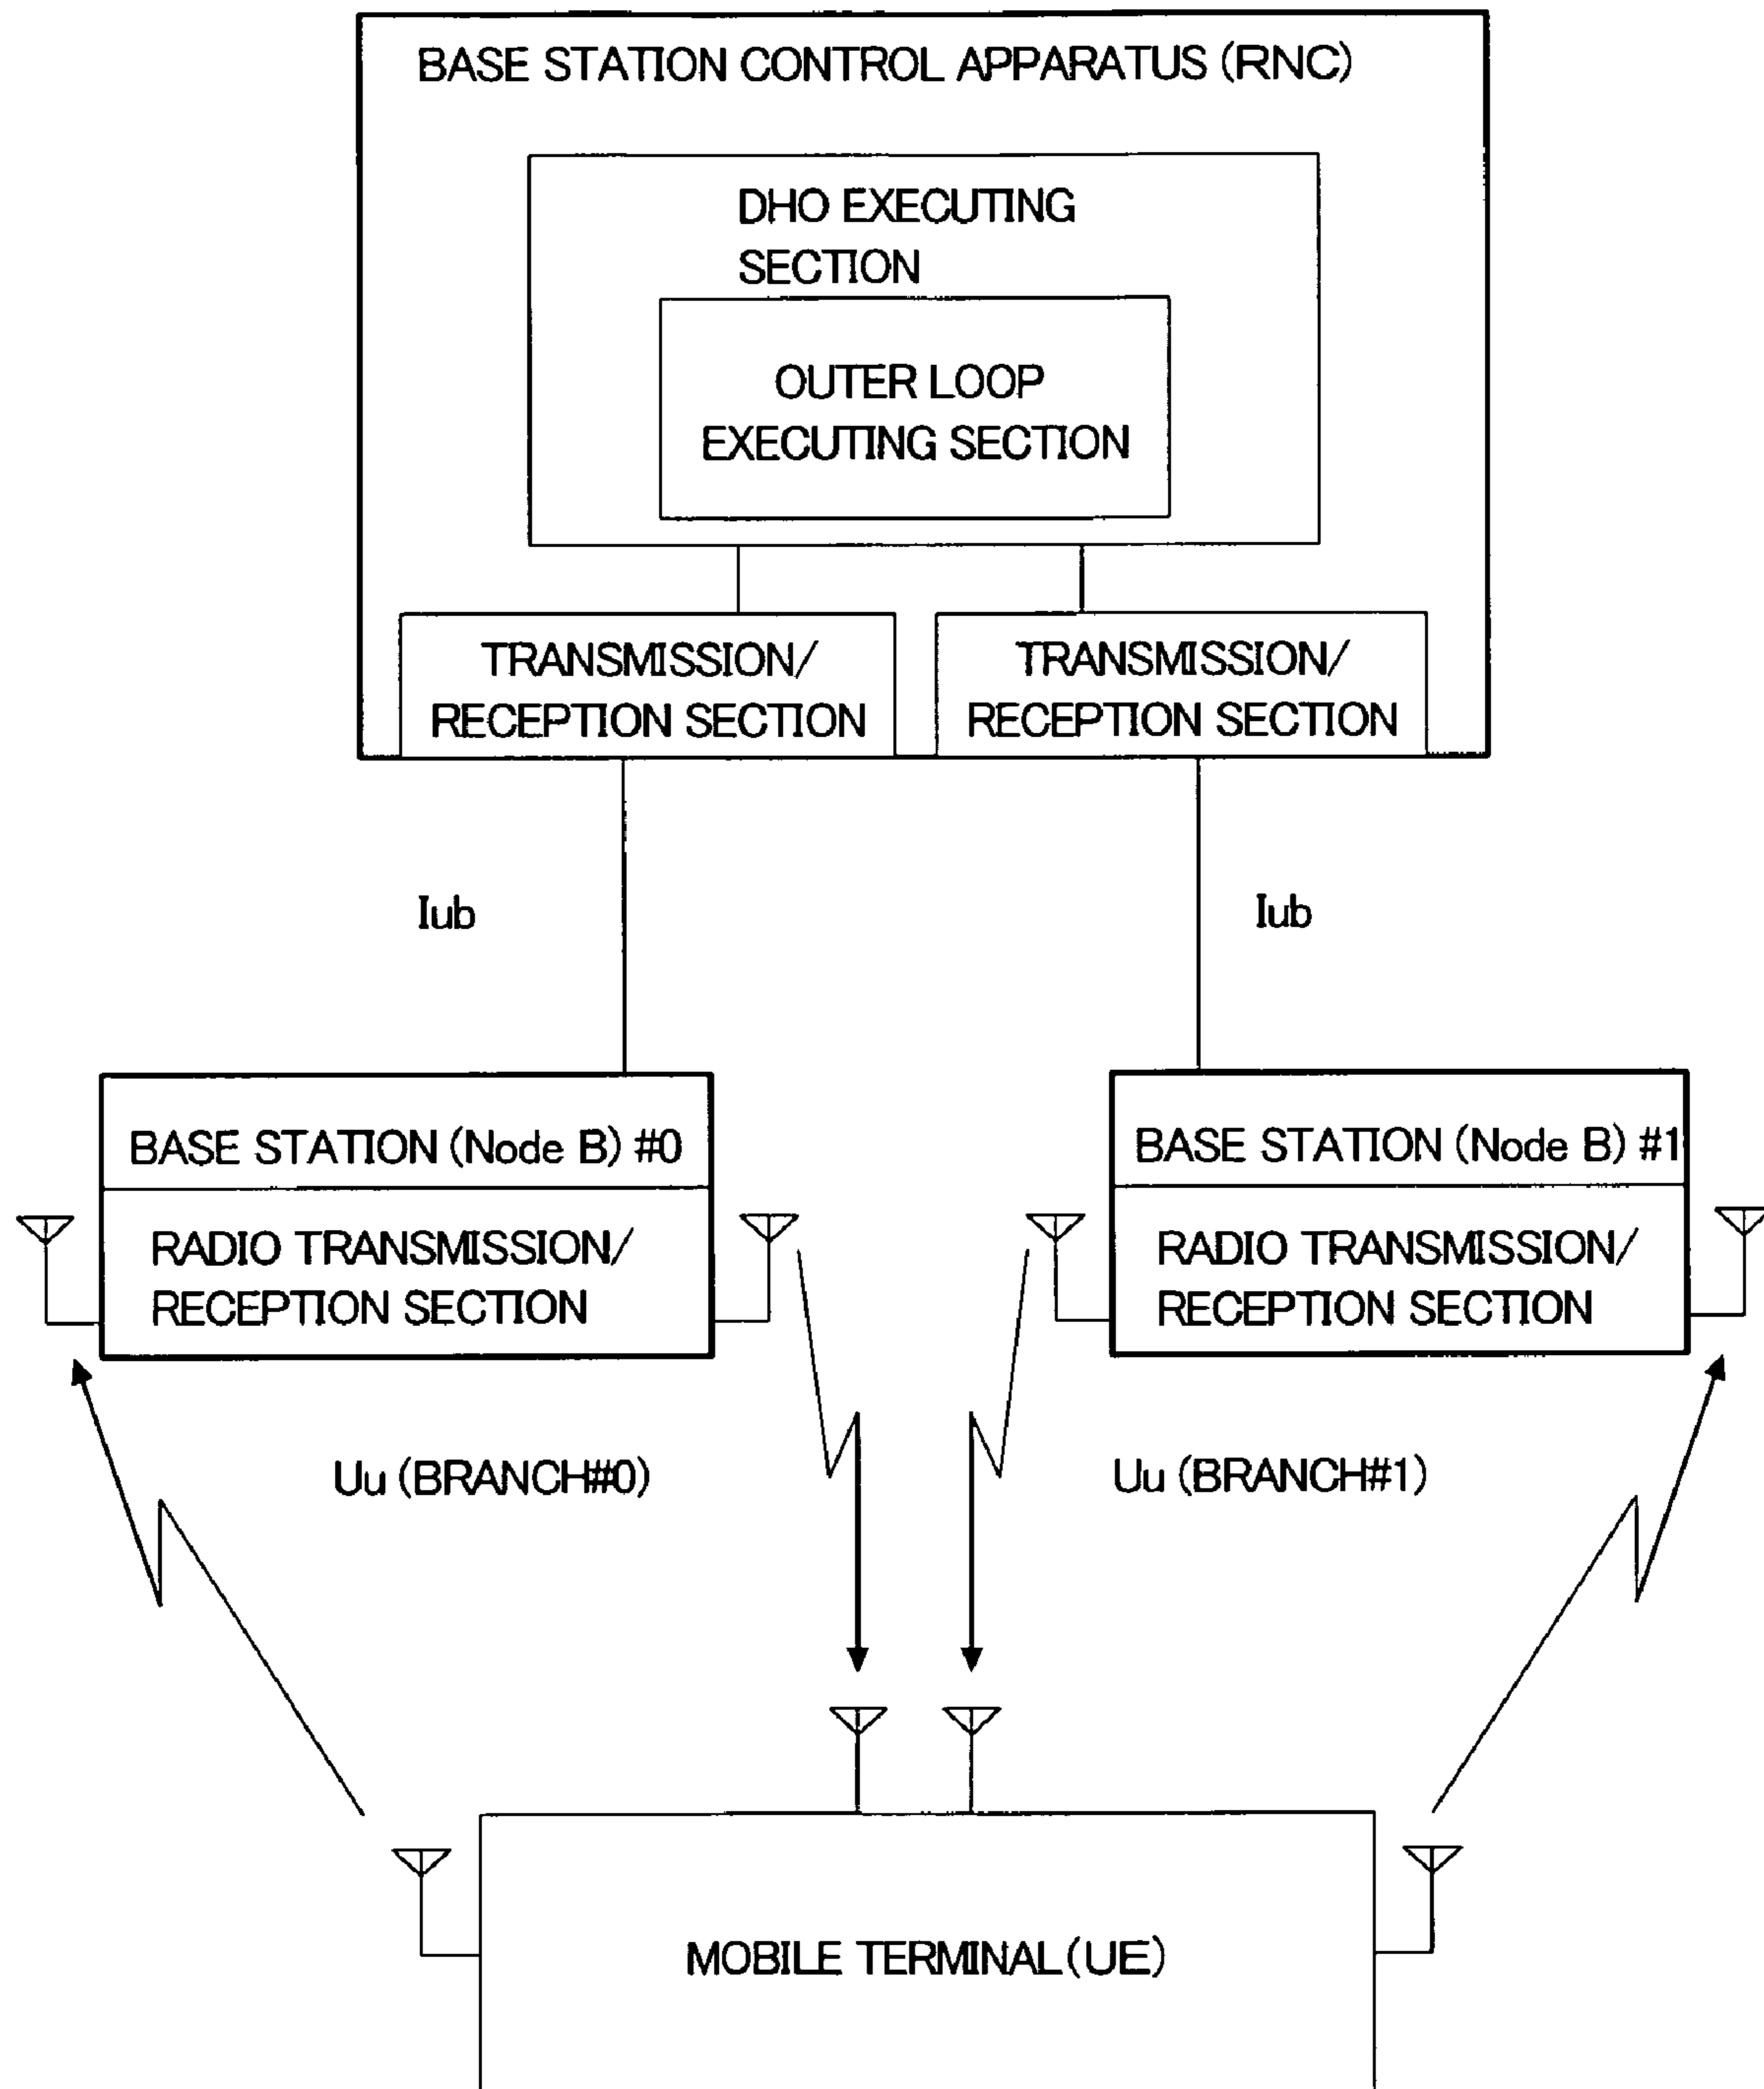 BASE STATION CONTROL APPARATUS (RNC)
DHO EXECUTING
SECTION
OUTER LOOP
EXECUTING SECTION
TRANSMISSION/
RECEPTION SECTION
TRANSMISSION/
RECEPTION SECTION
Iub
Iub
BASE STATION (Node B) #0
RADIO TRANSMISSION/
RECEPTION SECTION
BASE STATION (Node B) #1
RADIO TRANSMISSION/
RECEPTION SECTION
Uu (BRANCH#0)
Uu (BRANCH#1)
MOBILE TERMINAL(UE)